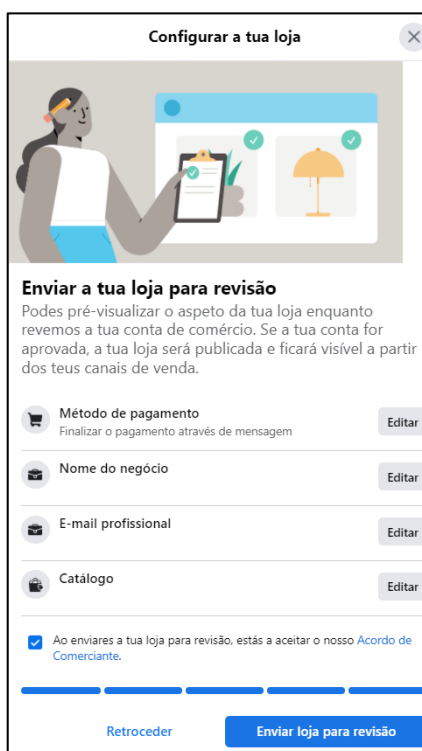 Configurar a tua loja
Enviar a tua loja para revisão
Podes pré-visualizar o aspeto da tua loja enquanto
revemos a tua conta de comércio. Se a tua conta for
aprovada, a tua loja será publicada e ficará visível a partir
dos teus canais de venda.
Método de pagamento
Finalizar o pagamento através de mensagem
Editar
Nome do negócio
Editar
E-mail profissional
Editar
Catálogo
Editar
Ao enviares a tua loja para revisão, estás a aceitar o nosso Acordo de
Comerciante.
Retroceder
Enviar loja para revisão